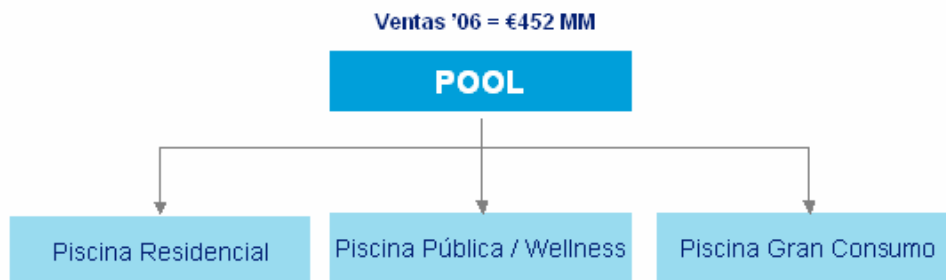 Ventas '06 = €452 MM
POOL
Piscina Residencial
Piscina Pública / Wellness
Piscina Gran Consumo